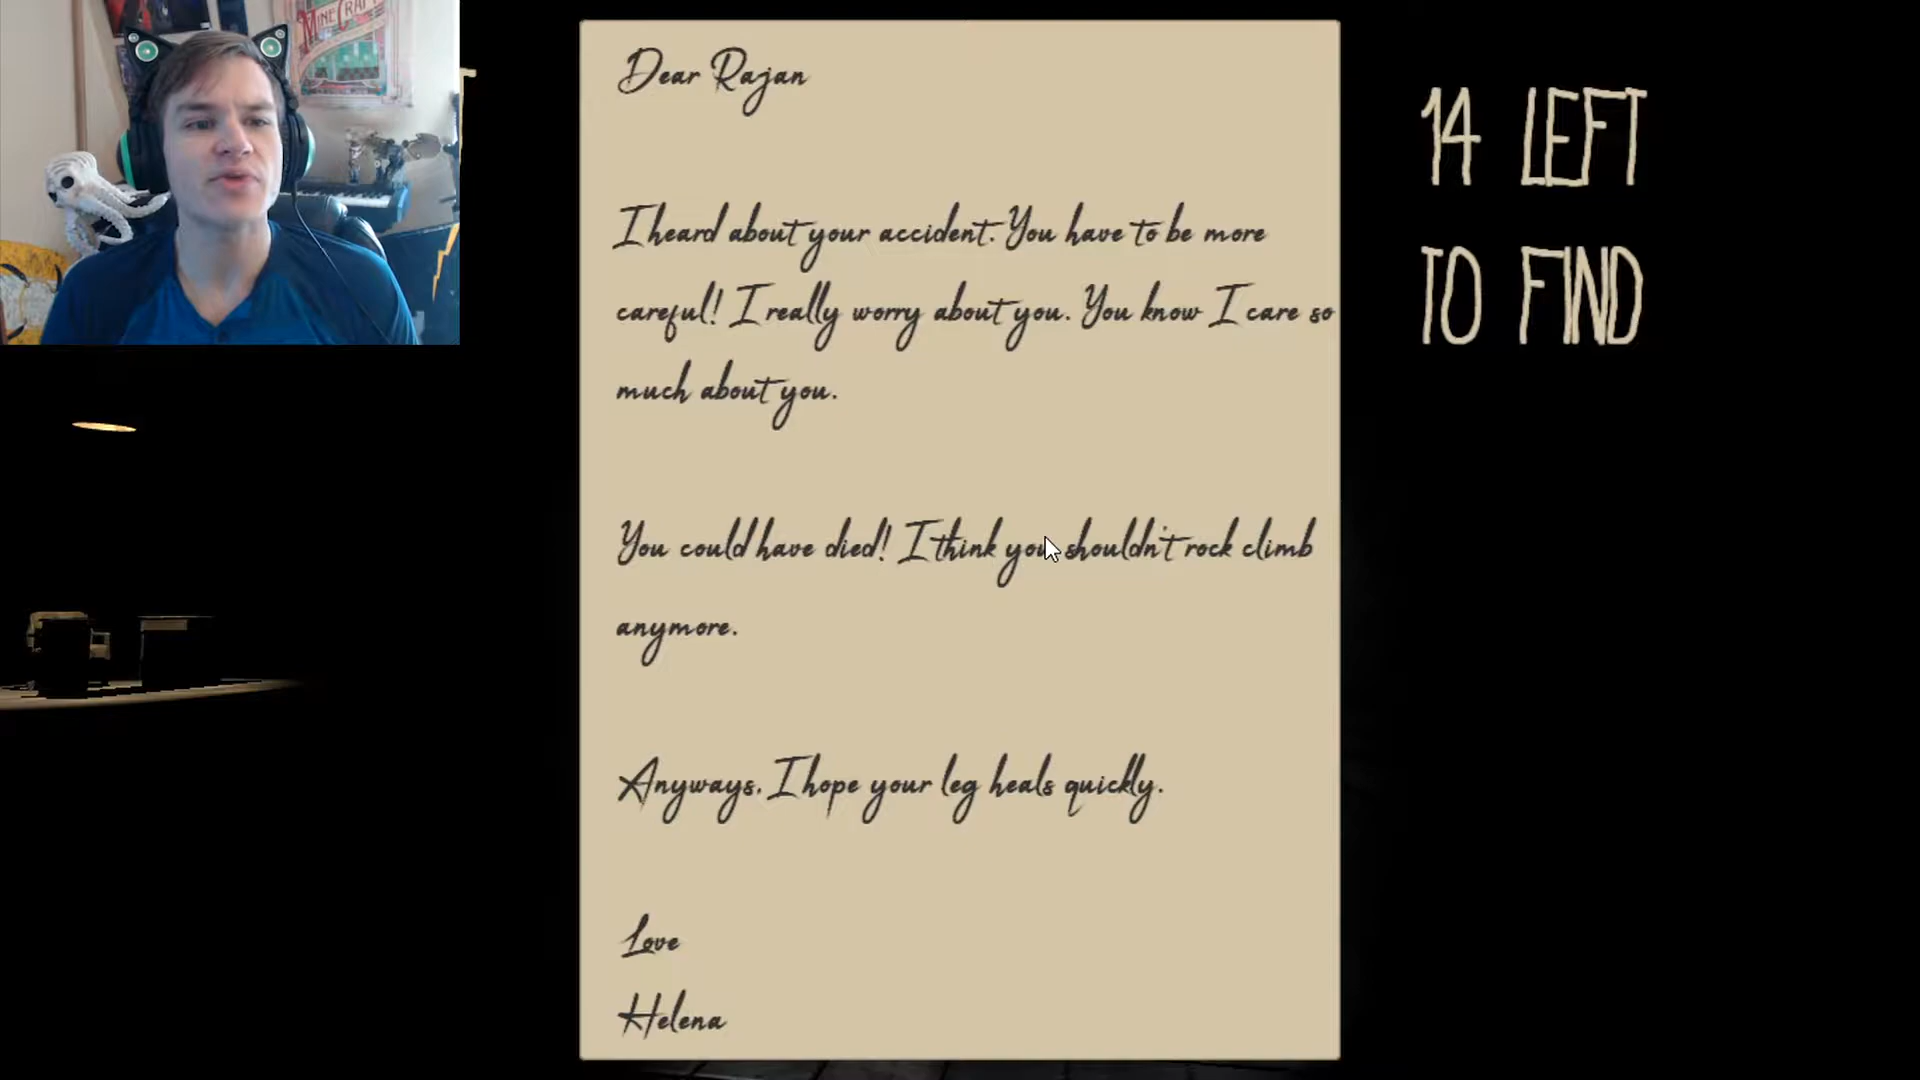 MINECRAFT
Dear Rajan
I heard about your accident. You have to be more
careful! I really worry about you. You know I care so
much about you.
You could have died! I think you shouldn't rock climb
anymore.
Anyways, I hope your leg heals quickly.
Love
Helena
14 LEFT
TO FIND